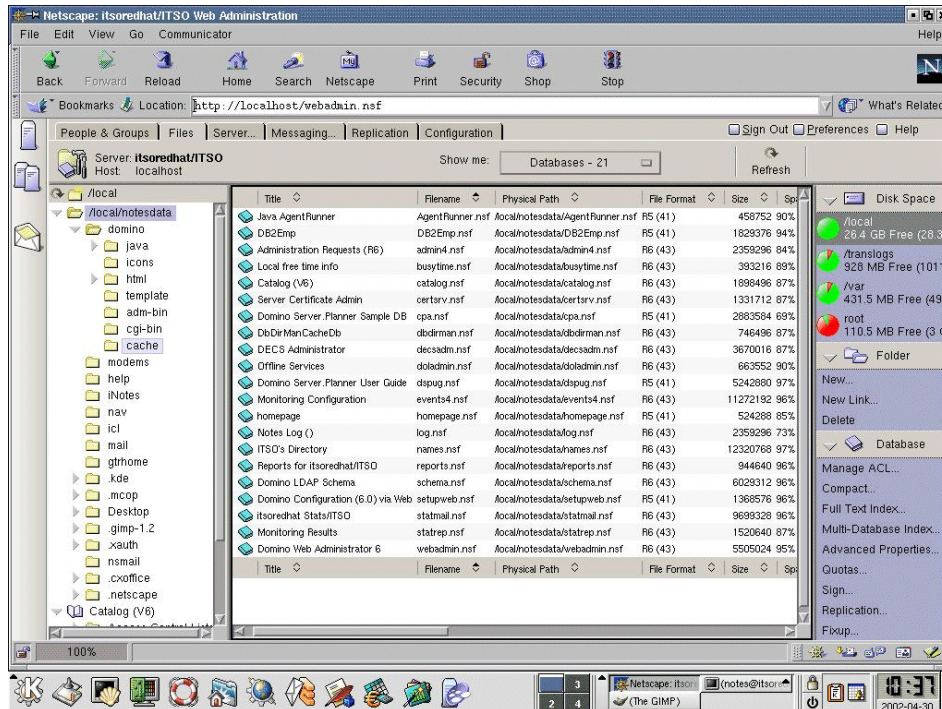 Netscape: itsoredhat/ITSO Web Administration
File Edit View Go Communicator Help
Back Forward Reload Home Search Netscape Print Security Shop Stop
Bookmarks Location: http://localhost/webadmin.nsf What's Related
People & Groups Files Server... Messaging... Replication Configuration Sign Out Preferences Help
Server: itsoredhat/ITSO
Host: localhost
Show me: Databases - 21 Refresh
/local
/local/notesdata
domino
java
icons
html
template
adm-bin
cgi-bin
cache
modems
help
iNotes
nav
icl
mail
gtrhome
.kde
.mcop
Desktop
.gimp-1.2
.xauth
nsmail
.cxoffice
.netscape
Catalog (V6)
Title Filename Physical Path File Format Size Spa
Java AgentRunner AgentRunner.nsf /local/notesdata/AgentRunner.nsf R5 (41) 458752 90%
DB2Emp DB2Emp.nsf /local/notesdata/DB2Emp.nsf R5 (41) 1829376 94%
Administration Requests (R6) admin4.nsf /local/notesdata/admin4.nsf R6 (43) 2359296 84%
Local free time info busytime.nsf /local/notesdata/busytime.nsf R6 (43) 393216 89%
Catalog (V6) catalog.nsf /local/notesdata/catalog.nsf R6 (43) 1898496 87%
Server Certificate Admin certsrv.nsf /local/notesdata/certsrv.nsf R6 (43) 1331712 87%
Domino Server.Planner Sample DB cpa.nsf /local/notesdata/cpa.nsf R5 (41) 2883584 69%
DbDirManCacheDb dbdirman.nsf /local/notesdata/dbdirman.nsf R6 (43) 746496 87%
DECS Administrator decsadm.nsf /local/notesdata/decsadm.nsf R6 (43) 3670016 87%
Offline Services doladmin.nsf /local/notesdata/doladmin.nsf R6 (43) 663552 90%
Domino Server.Planner User Guide dspug.nsf /local/notesdata/dspug.nsf R5 (41) 5242880 97%
Monitoring Configuration events4.nsf /local/notesdata/events4.nsf R6 (43) 11272192 96%
homepage homepage.nsf /local/notesdata/homepage.nsf R5 (41) 524288 85%
Notes Log () log.nsf /local/notesdata/log.nsf R6 (43) 2359296 73%
ITSO's Directory names.nsf /local/notesdata/names.nsf R6 (43) 12320768 97%
Reports for itsoredhat/ITSO reports.nsf /local/notesdata/reports.nsf R6 (43) 944640 96%
Domino LDAP Schema schema.nsf /local/notesdata/schema.nsf R6 (43) 6029312 96%
Domino Configuration (6.0) via Web setupweb.nsf /local/notesdata/setupweb.nsf R5 (41) 1368576 96%
itsoredhat Stats/ITSO statmail.nsf /local/notesdata/statmail.nsf R6 (43) 9699328 96%
Monitoring Results statrep.nsf /local/notesdata/statrep.nsf R6 (43) 1520640 87%
Domino Web Administrator 6 webadmin.nsf /local/notesdata/webadmin.nsf R6 (43) 5505024 95%
Title Filename Physical Path File Format Size Spa
Disk Space
/local
26.4 GB Free (28.3
/translogs
928 MB Free (101
/var
431.5 MB Free (49
root
110.5 MB Free (3
Folder
New...
New Link...
Delete
Database
Manage ACL...
Compact...
Full Text Index...
Multi-Database Index...
Advanced Properties...
Quotas...
Sign...
Replication...
Fixup...
100%
3
2 4
Netscape: itsor
(notes@itsore
(The GIMP)
10:37
2002-04-30